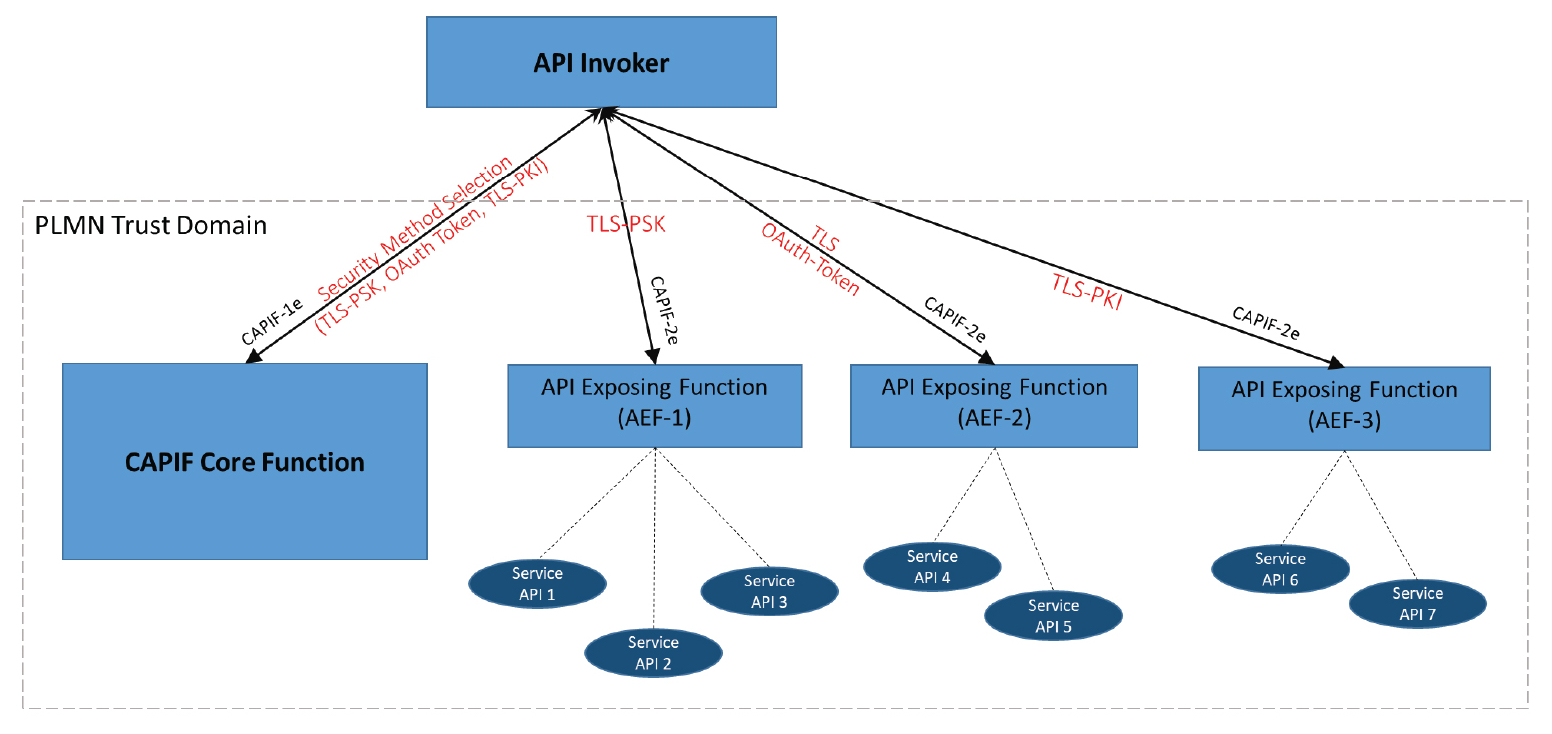 API Invoker
PLMN Trust Domain
Security Method Selection
(TLS-PSK, OAuth Token, TLS-PKI)
CAPIF-1e
TLS-PSK
CAPIF-2e
TLS
OAuth-Token
CAPIF-2e
TLS-PKI
CAPIF-2e
CAPIF Core Function
API Exposing Function
(AEF-1)
API Exposing Function
(AEF-2)
API Exposing Function
(AEF-3)
Service
API 1
Service
API 2
Service
API 3
Service
API 4
Service
API 5
Service
API 6
Service
API 7